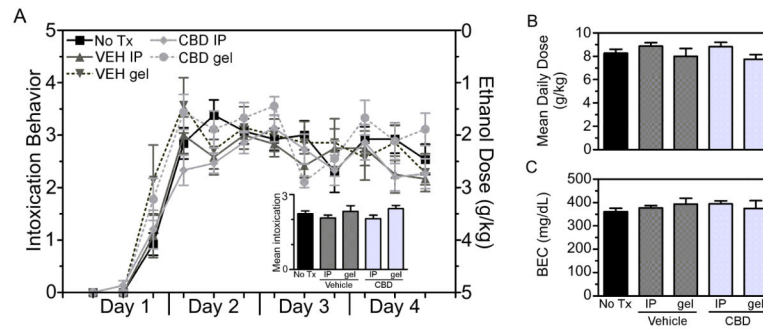 A
5
4
3
2
1
0
Intoxication Behavior
No Tx
VEH IP
VEH gel
CBD IP
CBD gel
0
1
2
3
4
5
Ethanol Dose (g/kg)
Day 1
Day 2
Day 3
Day 4
3
0
Mean intoxication
No Tx IP gel IP gel
Vehicle CBD
B
10
8
6
4
2
0
Mean Daily Dose
(g/kg)
C
400
300
200
100
0
BEC (mg/dL)
No Tx IP gel IP gel
Vehicle CBD